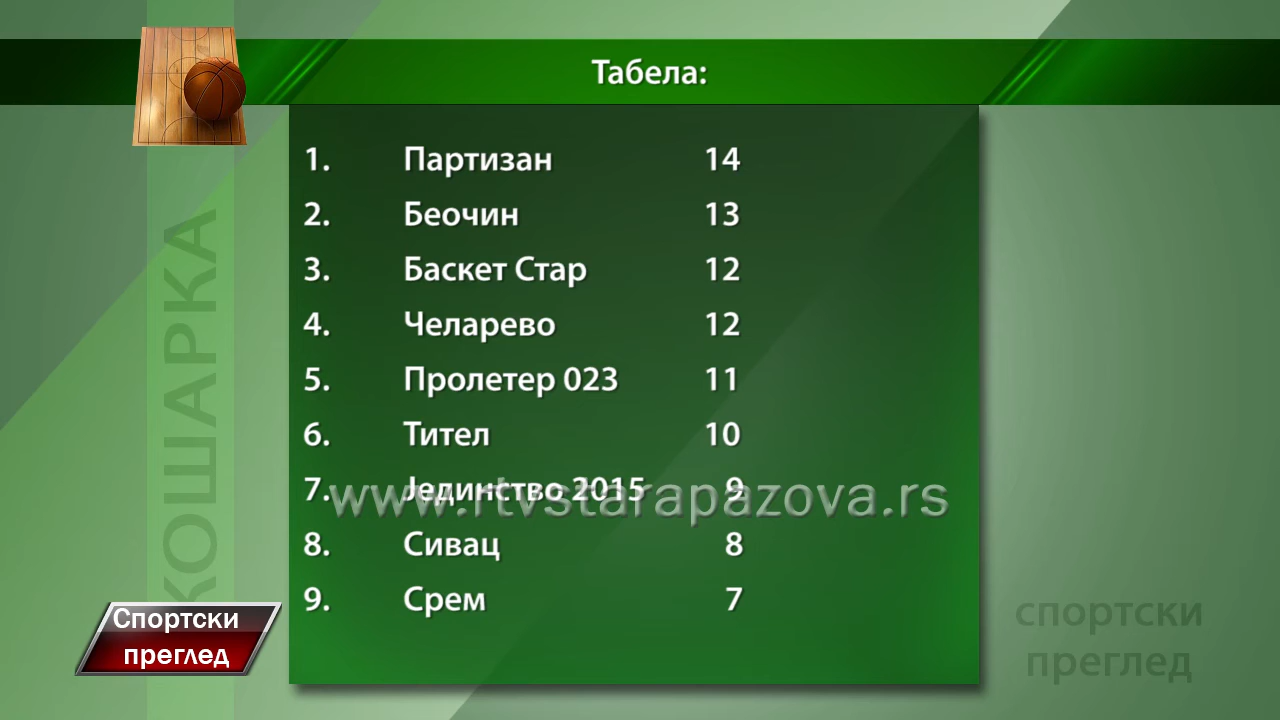 Табела:
1. Партизан 14
2. Беочин 13
3. Баскет Стар 12
4. Челарево 12
5. Пролетер 023 11
6. Тител 10
7. Јединство 2015 9
www.rtvstarapazova.rs
8. Сивац 8
9. Срем 7
КОШАРКА
Спортски
преглед
спортски
преглед